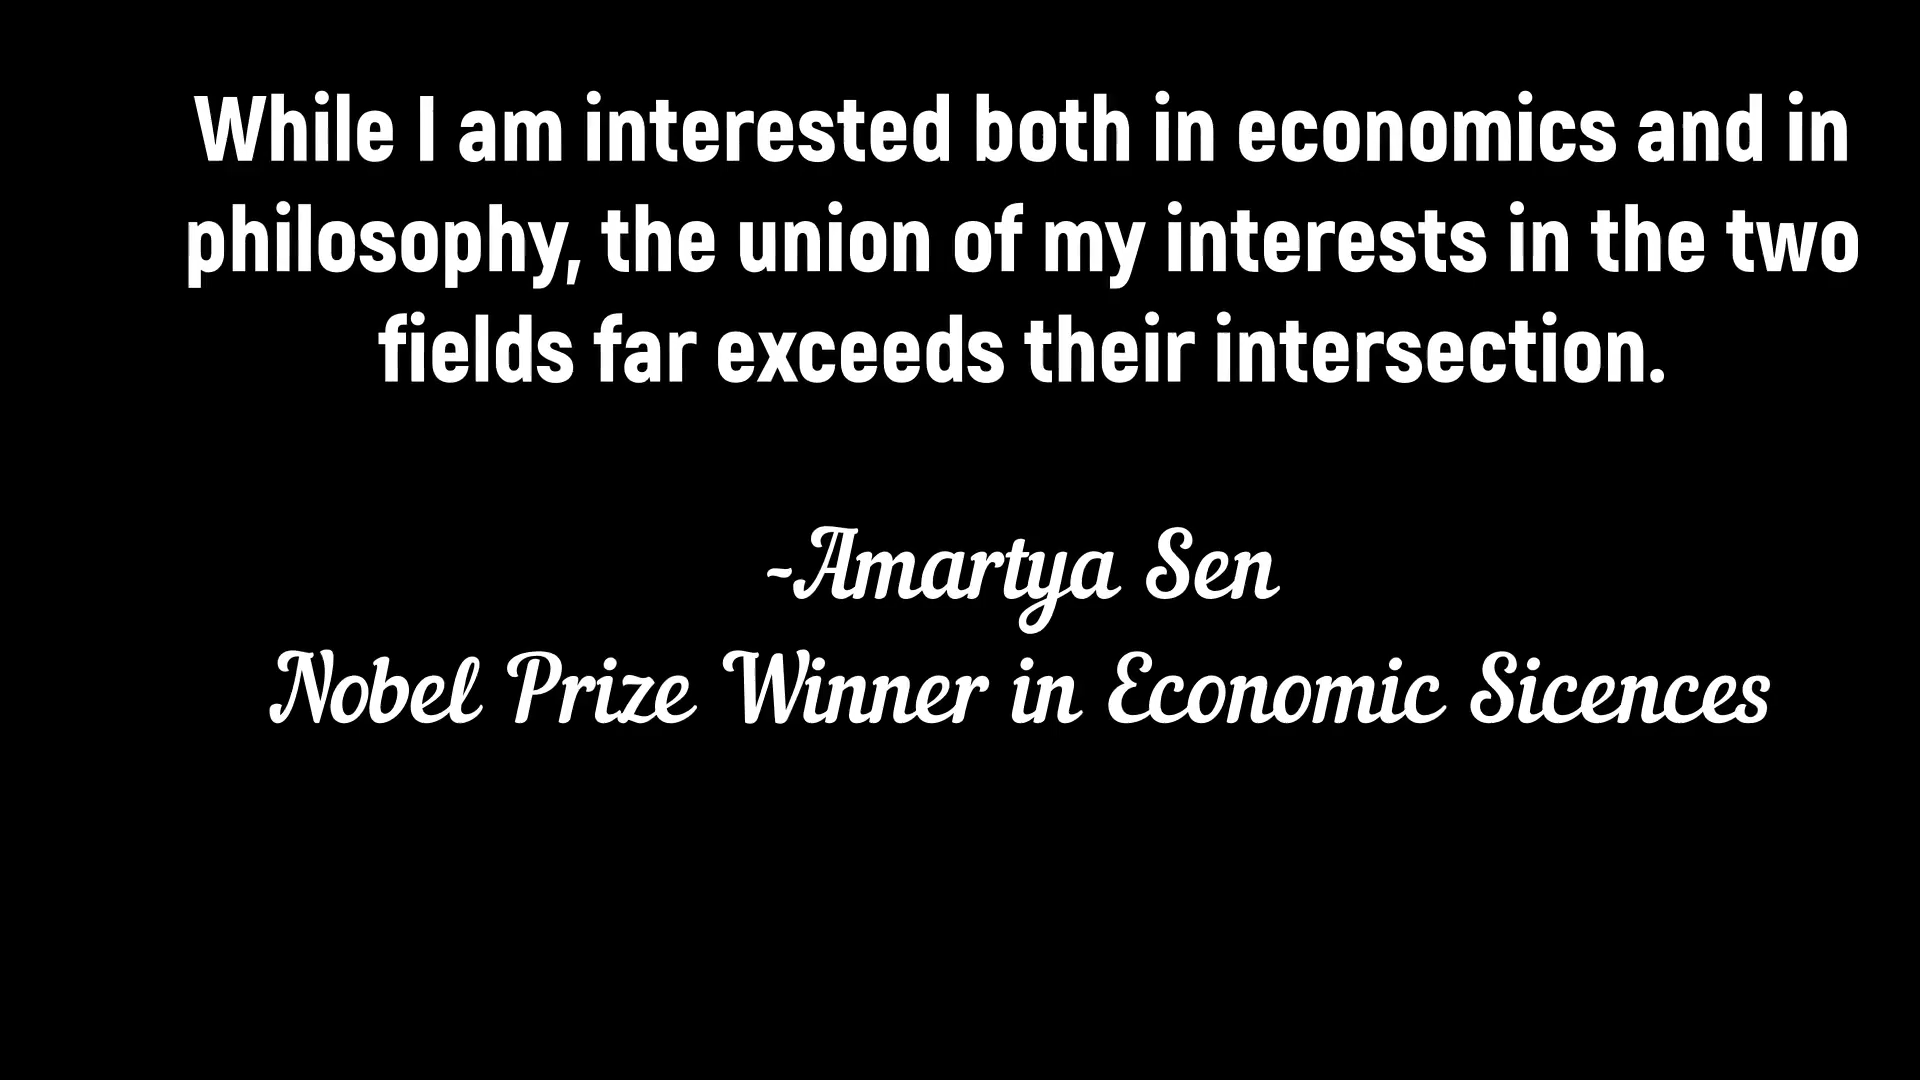 While I am interested both in economics and in
philosophy, the union of my interests in the two
fields far exceeds their intersection.
~Amartya Sen
Nobel Prize Winner in Economic Sicences